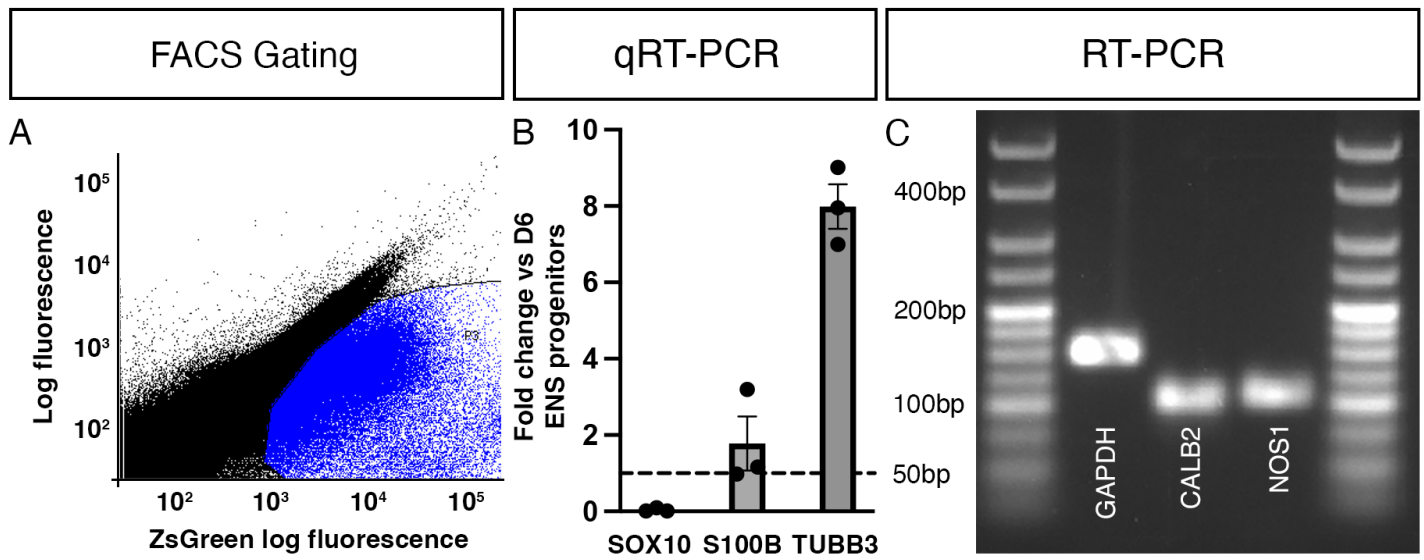 FACS Gating
qRT-PCR
RT-PCR
A
10⁵
10⁴
10³
10²
Log fluorescence
P3
10²
10³
10⁴
10⁵
ZsGreen log fluorescence
B
10
8
6
4
2
0
Fold change vs D6
ENS progenitors
SOX10
S100B
TUBB3
C
400bp
200bp
100bp
50bp
GAPDH
CALB2
NOS1